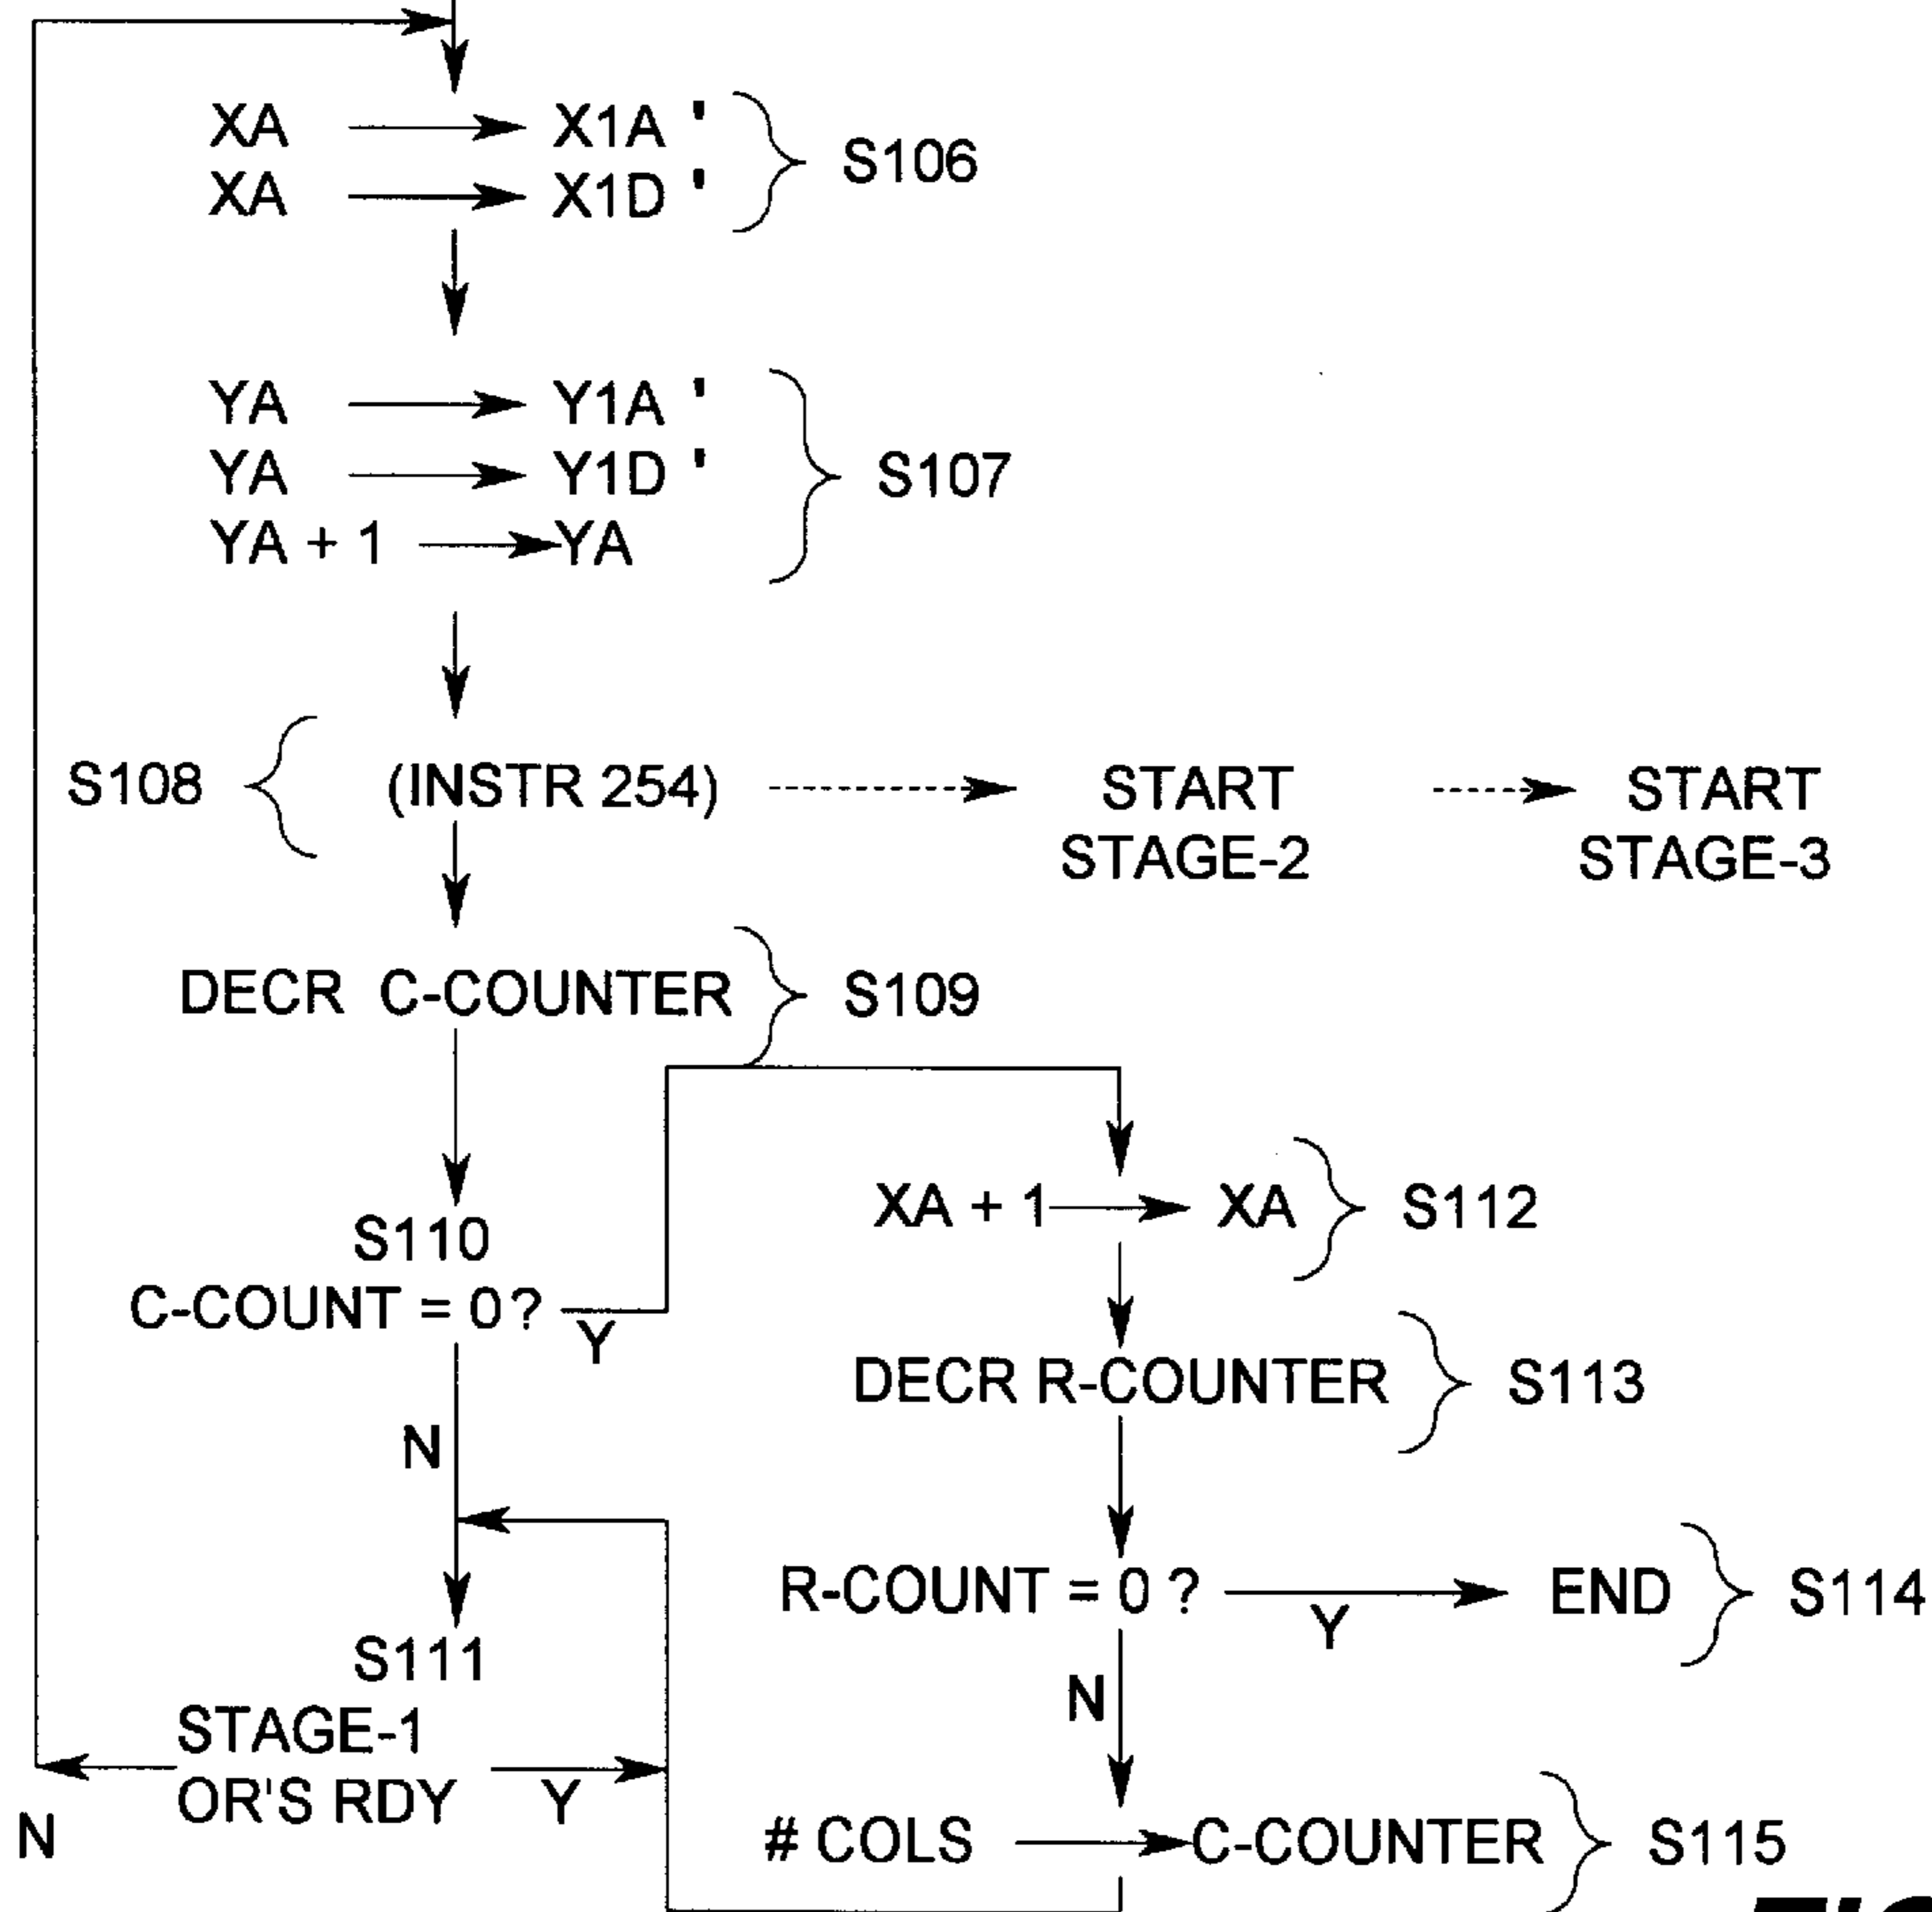 XA X1A '
XA X1D '
S106
YA Y1A '
YA Y1D '
YA + 1 YA
S107
S108
(INSTR 254)
START
STAGE-2
START
STAGE-3
DECR C-COUNTER
S109
S110
C-COUNT = 0?
Y
N
XA + 1 XA
S112
DECR R-COUNTER
S113
R-COUNT = 0 ?
Y
END
S114
N
S111
STAGE-1
OR'S RDY
Y
N
# COLS C-COUNTER
S115